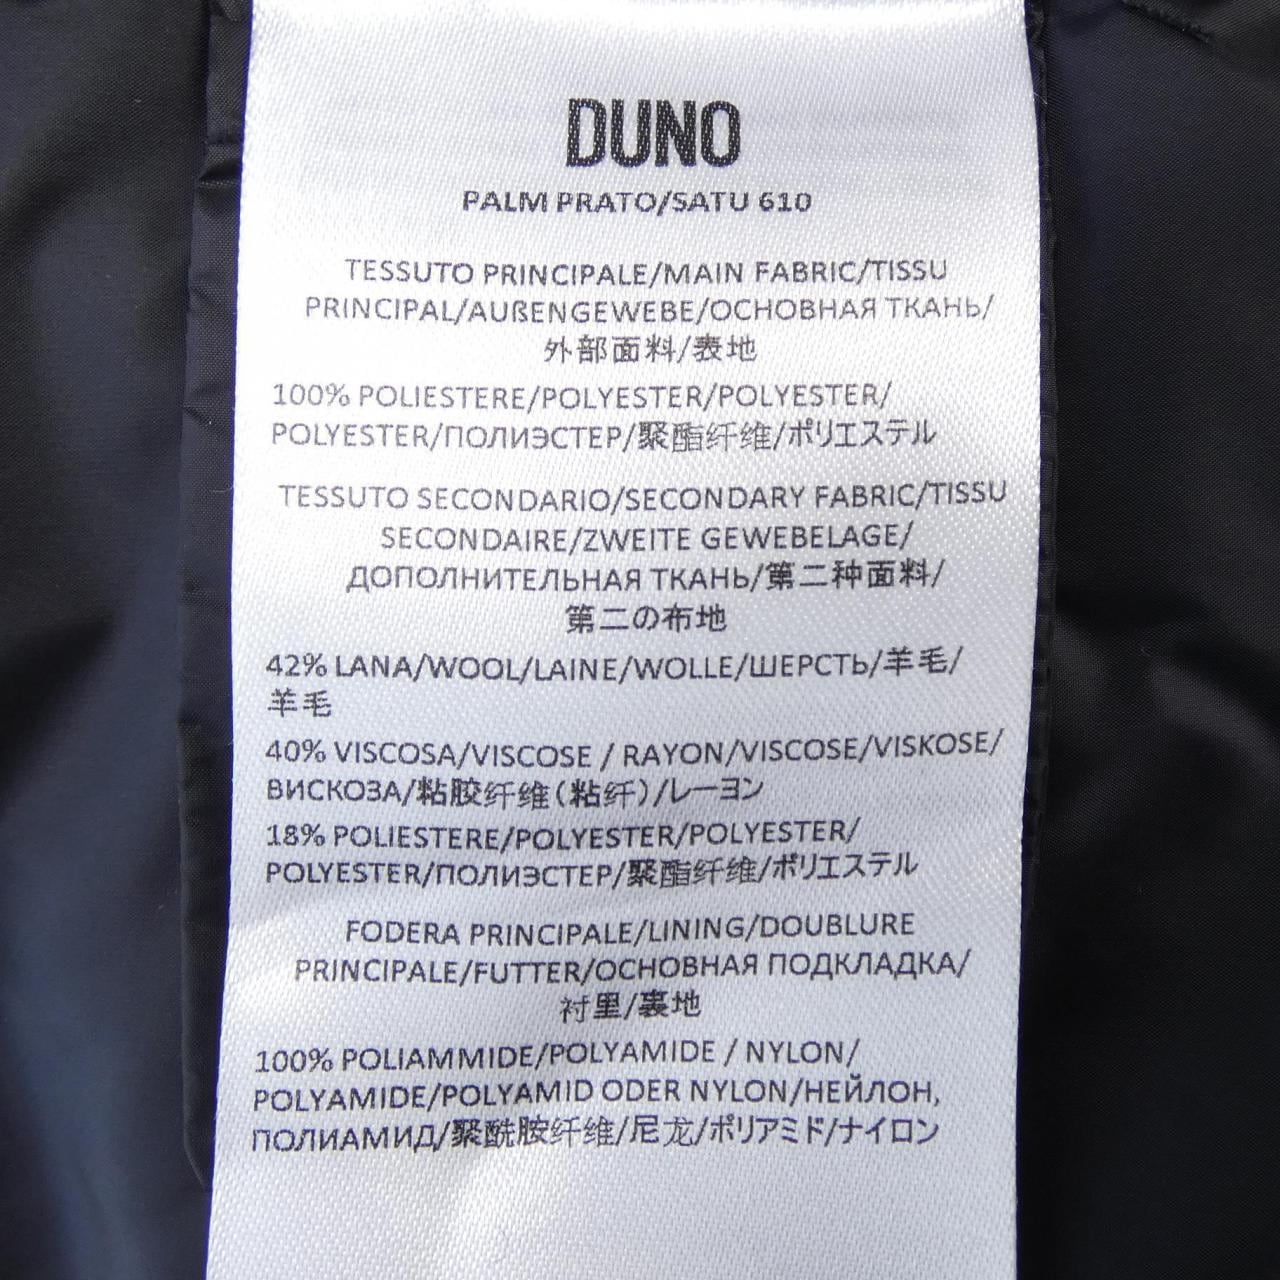 DUNO
PALM PRATO/SATU 610
TESSUTO PRINCIPALE/MAIN FABRIC/TISSU
PRINCIPAL/AUßENGEWEBE/ОСНОВНАЯ ТКАНЬ/
外部面料/表地
100% POLIESTERE/POLYESTER/POLYESTER/
POLYESTER/ПОЛИЭСТЕР/聚酯纤维/ポリエステル
TESSUTO SECONDARIO/SECONDARY FABRIC/TISSU
SECONDAIRE/ZWEITE GEWEBELAGE/
ДОПОЛНИТЕЛЬНАЯ ТКАНЬ/第二种面料/
第二の布地
42% LANA/WOOL/LAINE/WOLLE/ШЕРСТЬ/羊毛/
羊毛
40% VISCOSA/VISCOSE / RAYON/VISCOSE/VISKOSE/
ВИСКОЗА/粘胶纤维(粘纤)/レーヨン
18% POLIESTERE/POLYESTER/POLYESTER/
POLYESTER/ПОЛИЭСТЕР/聚酯纤维/ポリエステル
FODERA PRINCIPALE/LINING/DOUBLURE
PRINCIPALE/FUTTER/ОСНОВНАЯ ПОДКЛАДКА/
衬里/裏地
100% POLIAMMIDE/POLYAMIDE / NYLON/
POLYAMIDE/POLYAMID ODER NYLON/НЕЙЛОН,
ПОЛИАМИД/聚酰胺纤维/尼龙/ポリアミド/ナイロン